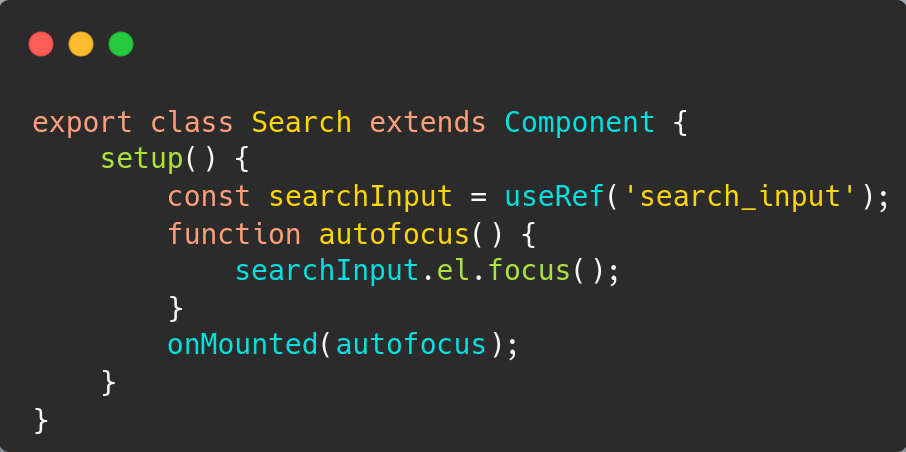 export class Search extends Component {
    setup() {
        const searchInput = useRef('search_input');
        function autofocus() {
            searchInput.el.focus();
        }
        onMounted(autofocus);
    }
}